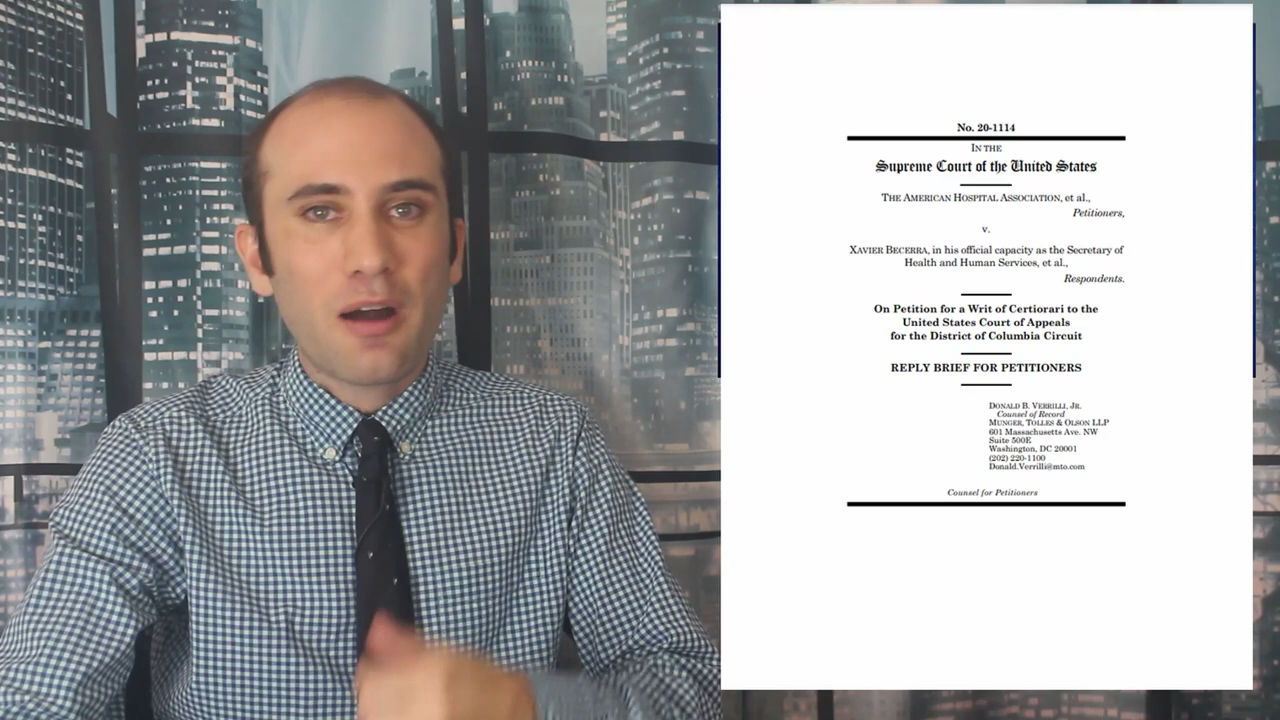 No. 20-1114
IN THE
Supreme Court of the United States
THE AMERICAN HOSPITAL ASSOCIATION, et al.,
Petitioners,
v.
XAVIER BECERRA, in his official capacity as the Secretary of
Health and Human Services, et al.,
Respondents.
On Petition for a Writ of Certiorari to the
United States Court of Appeals
for the District of Columbia Circuit
REPLY BRIEF FOR PETITIONERS
DONALD B. VERRILLI, JR.
Counsel of Record
MUNGER, TOLLES & OLSON LLP
601 Massachusetts Ave. NW
Suite 500E
Washington, DC 20001
(202) 220-1100
Donald.Verrilli@mto.com
Counsel for Petitioners